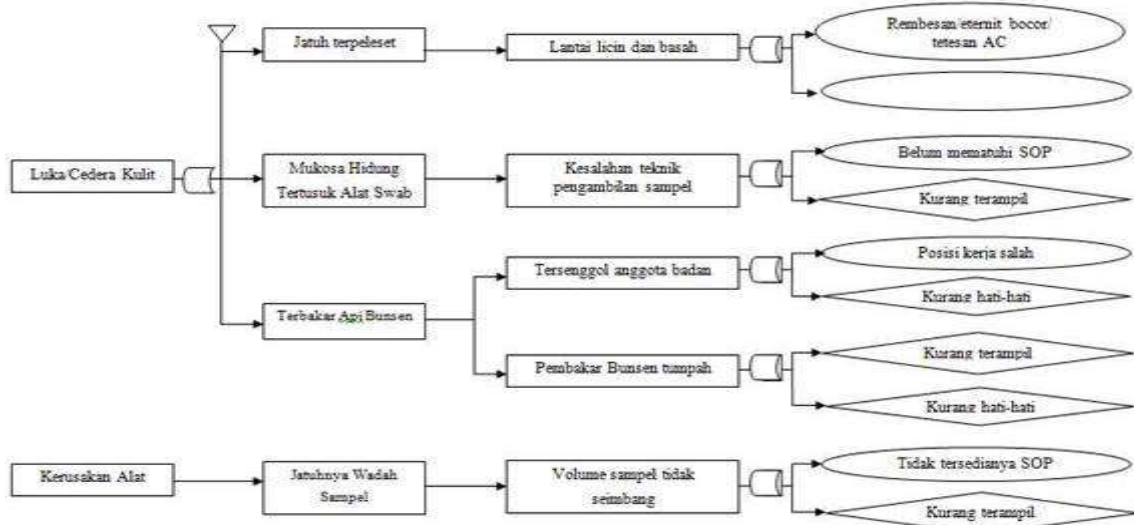 Jatuh terpeleset
Lantai licin dan basah
Rembesan/eternit bocor/
tetesan AC
Luka/Cedera Kulit
Mukosa Hidung
Tertusuk Alat Swab
Kesalahan teknik
pengambilan sampel
Belum mematuhi SOP
Kurang terampil
Tersenggol anggota badan
Posisi kerja salah
Kurang hati-hati
Terbakar Api Bunsen
Pembakar Bunsen tumpah
Kurang terampil
Kurang hati-hati
Kerusakan Alat
Jatuhnya Wadah
Sampel
Volume sampel tidak
seimbang
Tidak tersedianya SOP
Kurang terampil